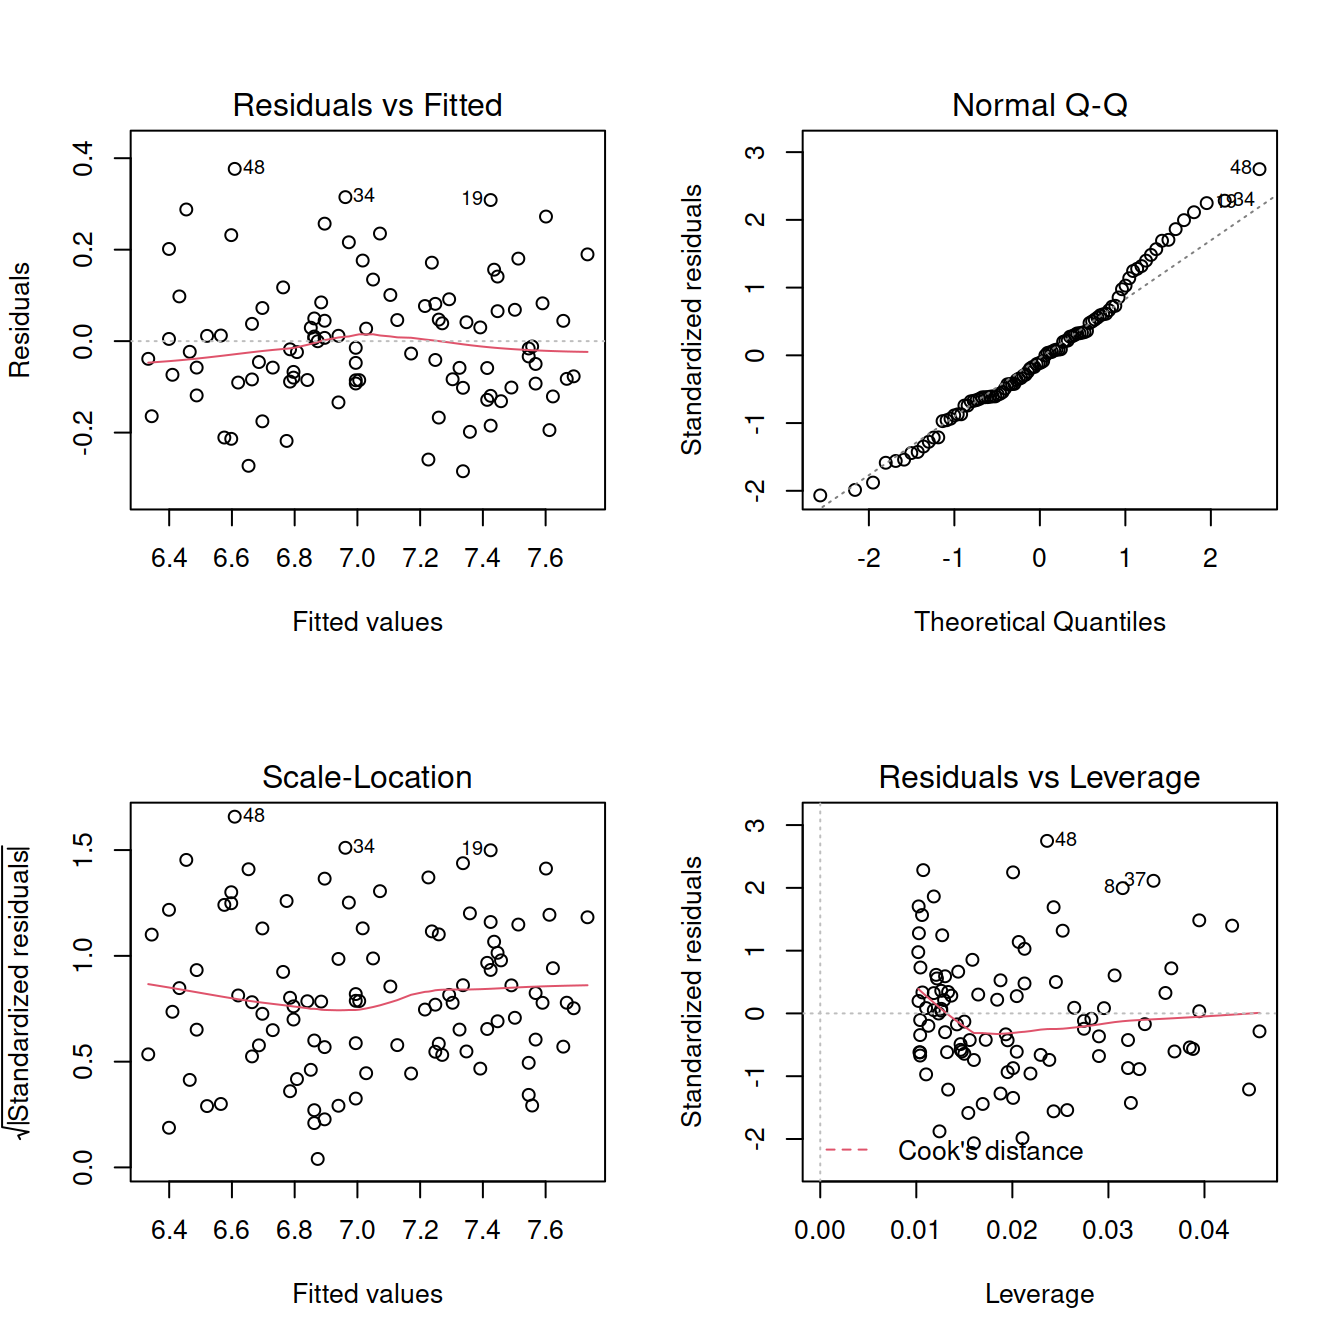 Residuals vs Fitted
Residuals
0.4
0.2
0.0
-0.2
48
34
19
6.4 6.6 6.8 7.0 7.2 7.4 7.6
Fitted values
Normal Q-Q
Standardized residuals
3
2
1
0
-1
-2
48
19
34
-2 -1 0 1 2
Theoretical Quantiles
Scale-Location
√|Standardized residuals|
1.5
1.0
0.5
0.0
48
34
19
6.4 6.6 6.8 7.0 7.2 7.4 7.6
Fitted values
Residuals vs Leverage
Standardized residuals
3
2
1
0
-1
-2
48
8
37
Cook's distance
0.00 0.01 0.02 0.03 0.04
Leverage